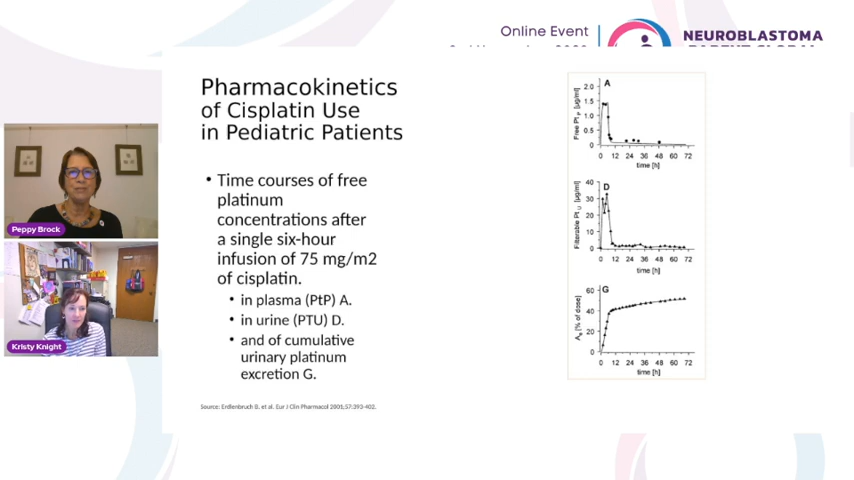 Online Event
NEUROBLASTOMA
Pharmacokinetics
of Cisplatin Use
in Pediatric Patients
• Time courses of free
platinum
concentrations after
a single six-hour
infusion of 75 mg/m2
of cisplatin.
• in plasma (PtP) A.
• in urine (PTU) D.
• and of cumulative
urinary platinum
excretion G.
Source: Erdlenbruch B, et al. Eur J Clin Pharmacol 2001;57:393-402.
Peppy Brock
Kristy Knight
A
Free Pt P [µg/ml]
2.0
1.5
1.0
0.5
0
0 12 24 36 48 60 72
time [h]
D
Filterable Pt U [µg/ml]
40
30
20
10
0
0 12 24 36 48 60 72
time [h]
G
[% of dose]
60
40
20
0
0 12 24 36 48 60 72
time [h]